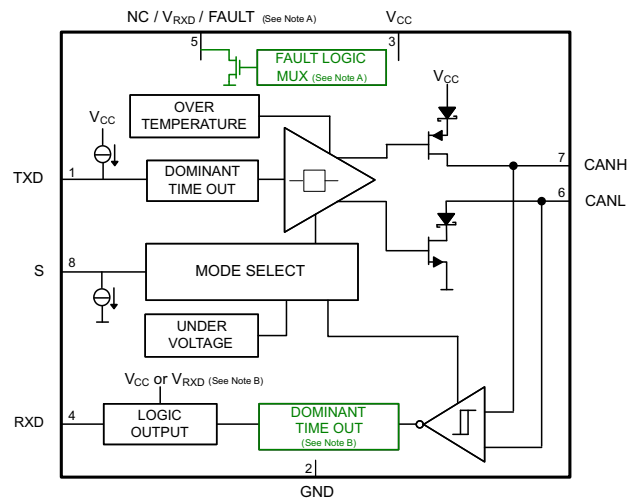 NC / VRXD / FAULT (See Note A)
VCC
5
3
FAULT LOGIC
MUX (See Note A)
VCC
OVER
TEMPERATURE
VCC
TXD
1
DOMINANT
TIME OUT
7
CANH
6
CANL
S
8
MODE SELECT
UNDER
VOLTAGE
VCC or VRXD (See Note B)
RXD
4
LOGIC
OUTPUT
DOMINANT
TIME OUT
(See Note B)
2
GND